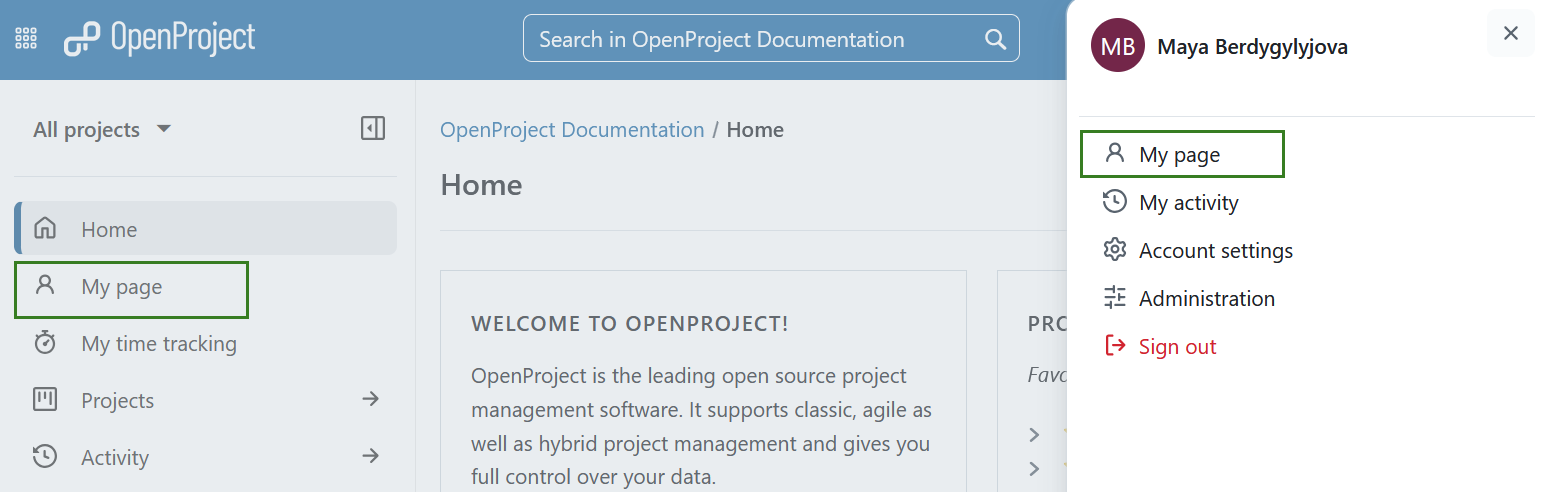 OpenProject
Search in OpenProject Documentation
MB
Maya Berdygylyjova
All projects
OpenProject Documentation / Home
Home
Home
My page
My time tracking
Projects
Activity
WELCOME TO OPENPROJECT!
OpenProject is the leading open source project
management software. It supports classic, agile as
well as hybrid project management and gives you
full control over your data.
PRO
Favo
My page
My activity
Account settings
Administration
Sign out